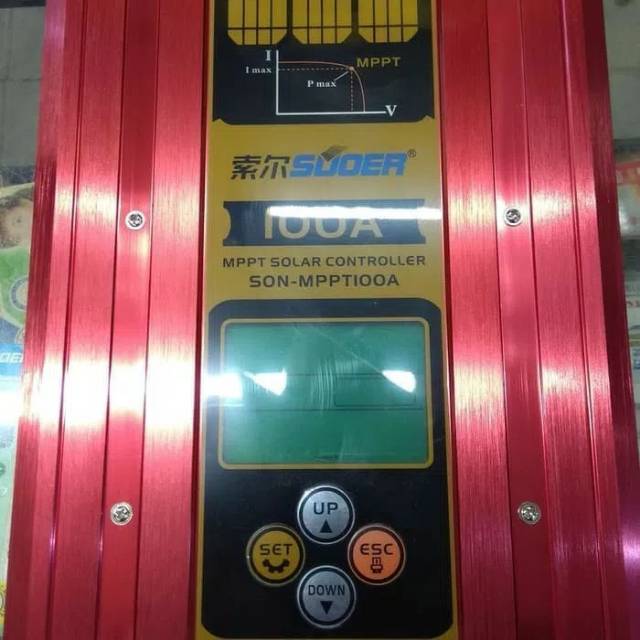 I
MPPT
I max
P max
V
索尔SUOER®
100A
MPPT SOLAR CONTROLLER
SON-MPPT100A
UP
SET
ESC
DOWN